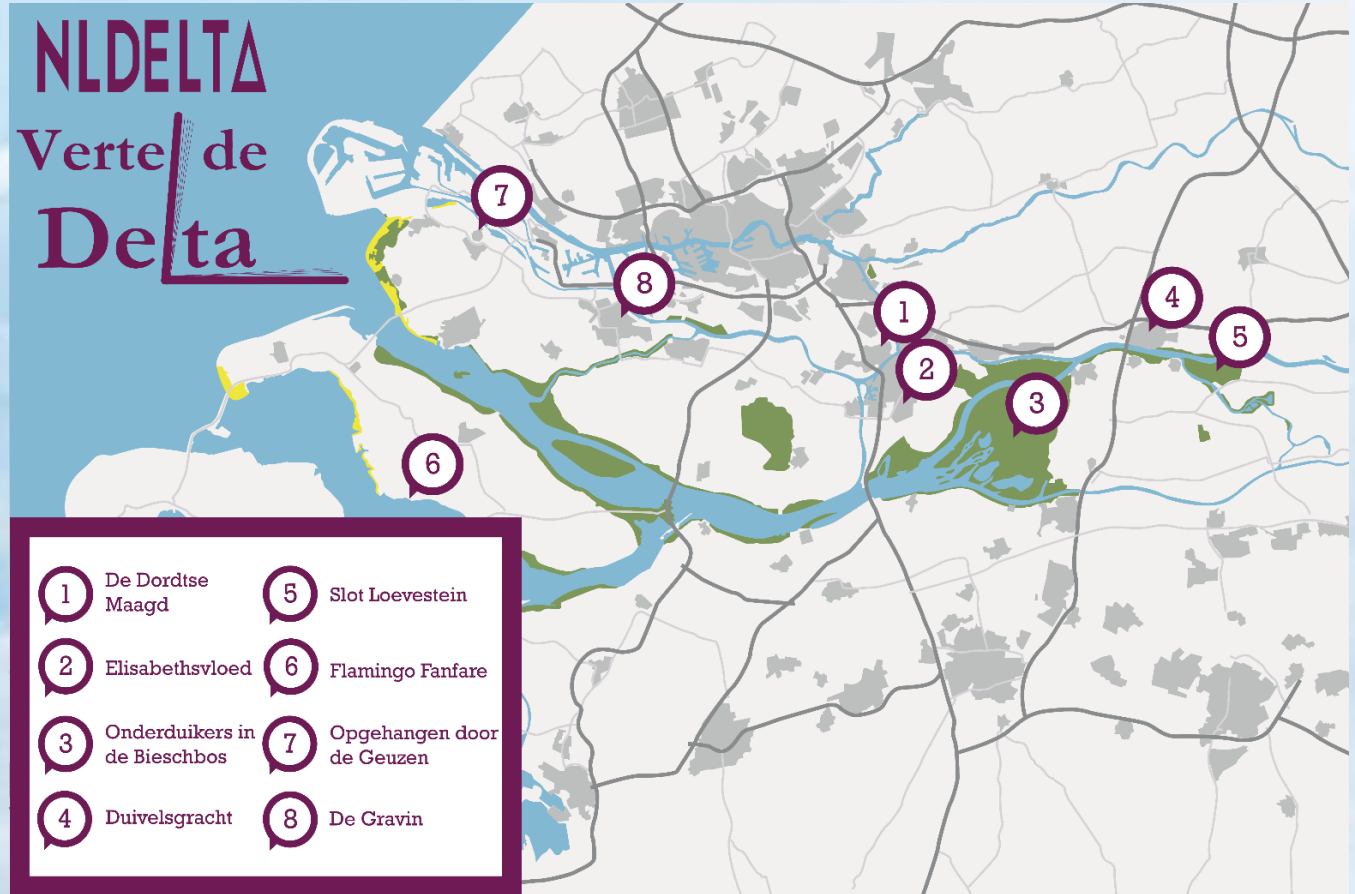 NLDELTA
Vertel de
Delta
7
8
1
4
5
2
3
6
1 De Dordtse
Maagd
2 Elisabethsvloed
3 Onderduikers in
de Bieschbos
4 Duivelsgracht
5 Slot Loevestein
6 Flamingo Fanfare
7 Opgehangen door
de Geuzen
8 De Gravin